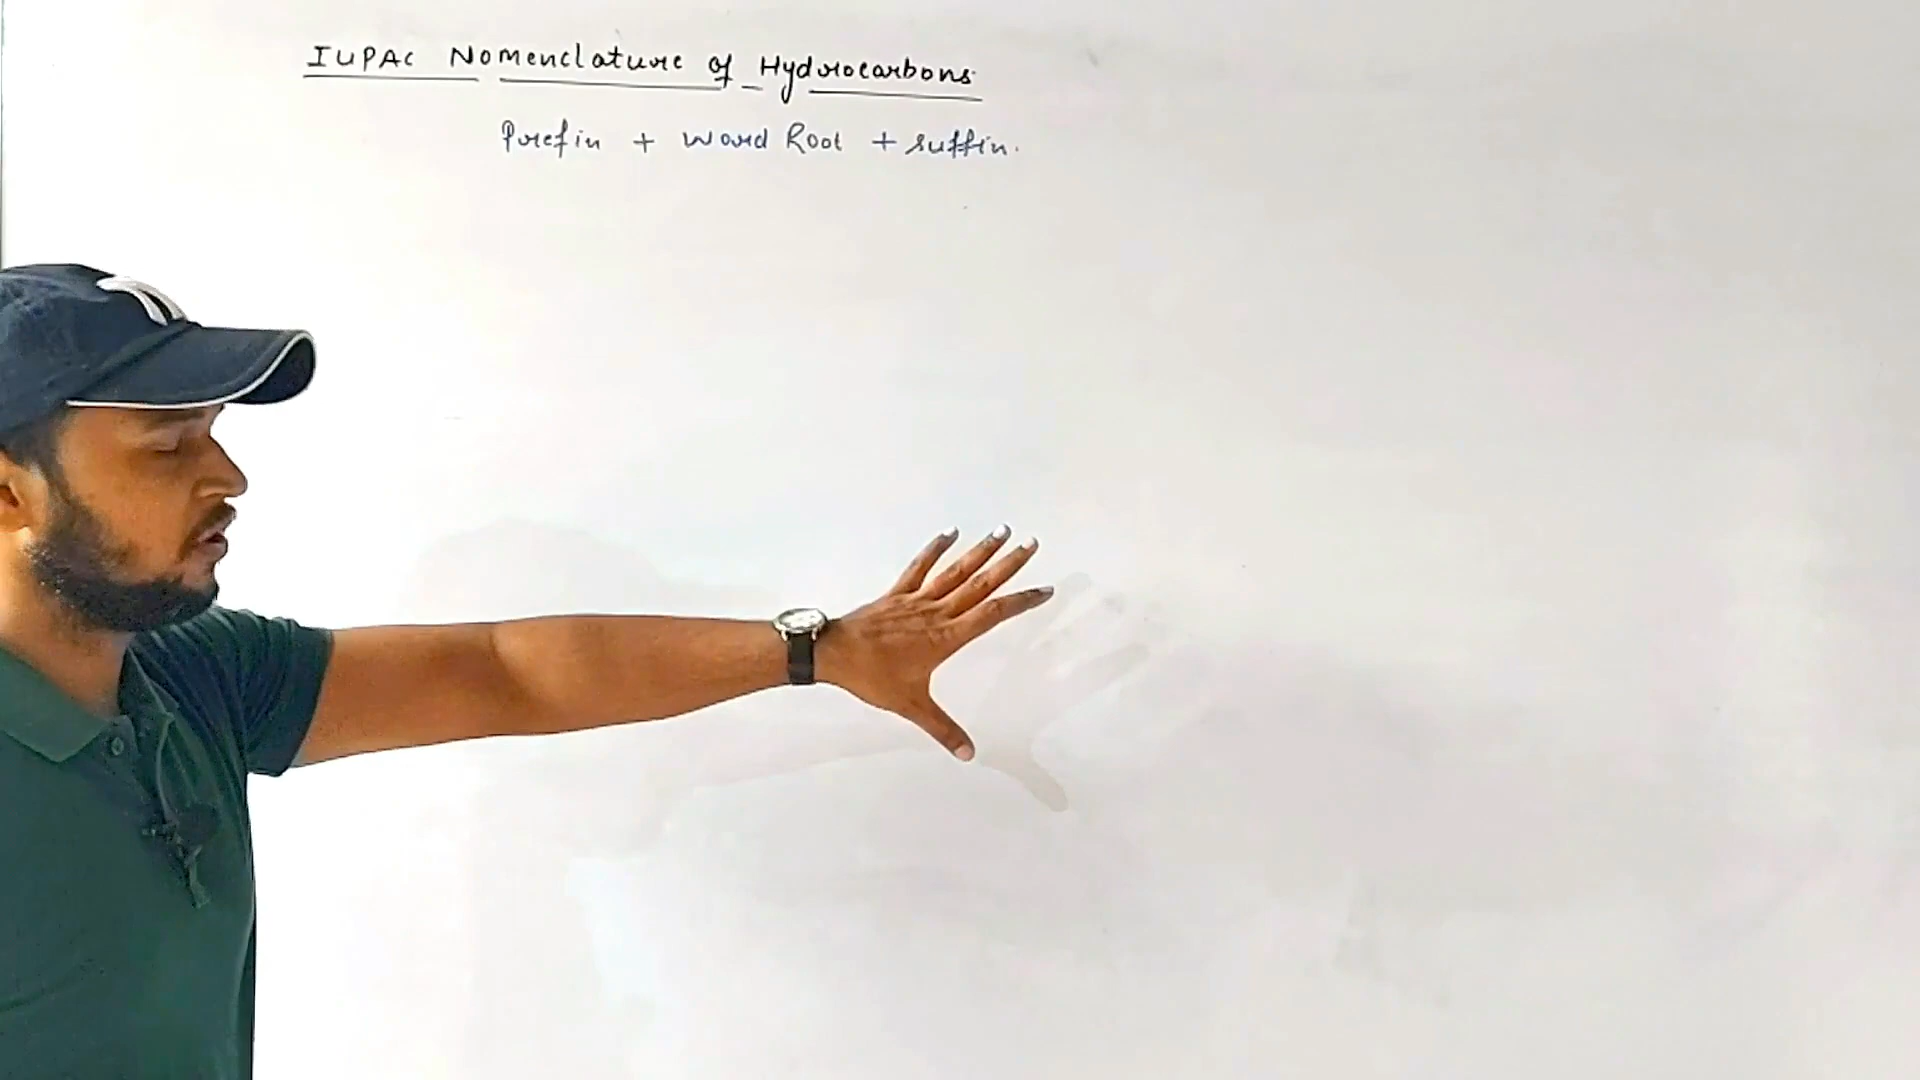 IUPAC Nomenclature of Hydrocarbons
Prefix + Word Root + suffix.